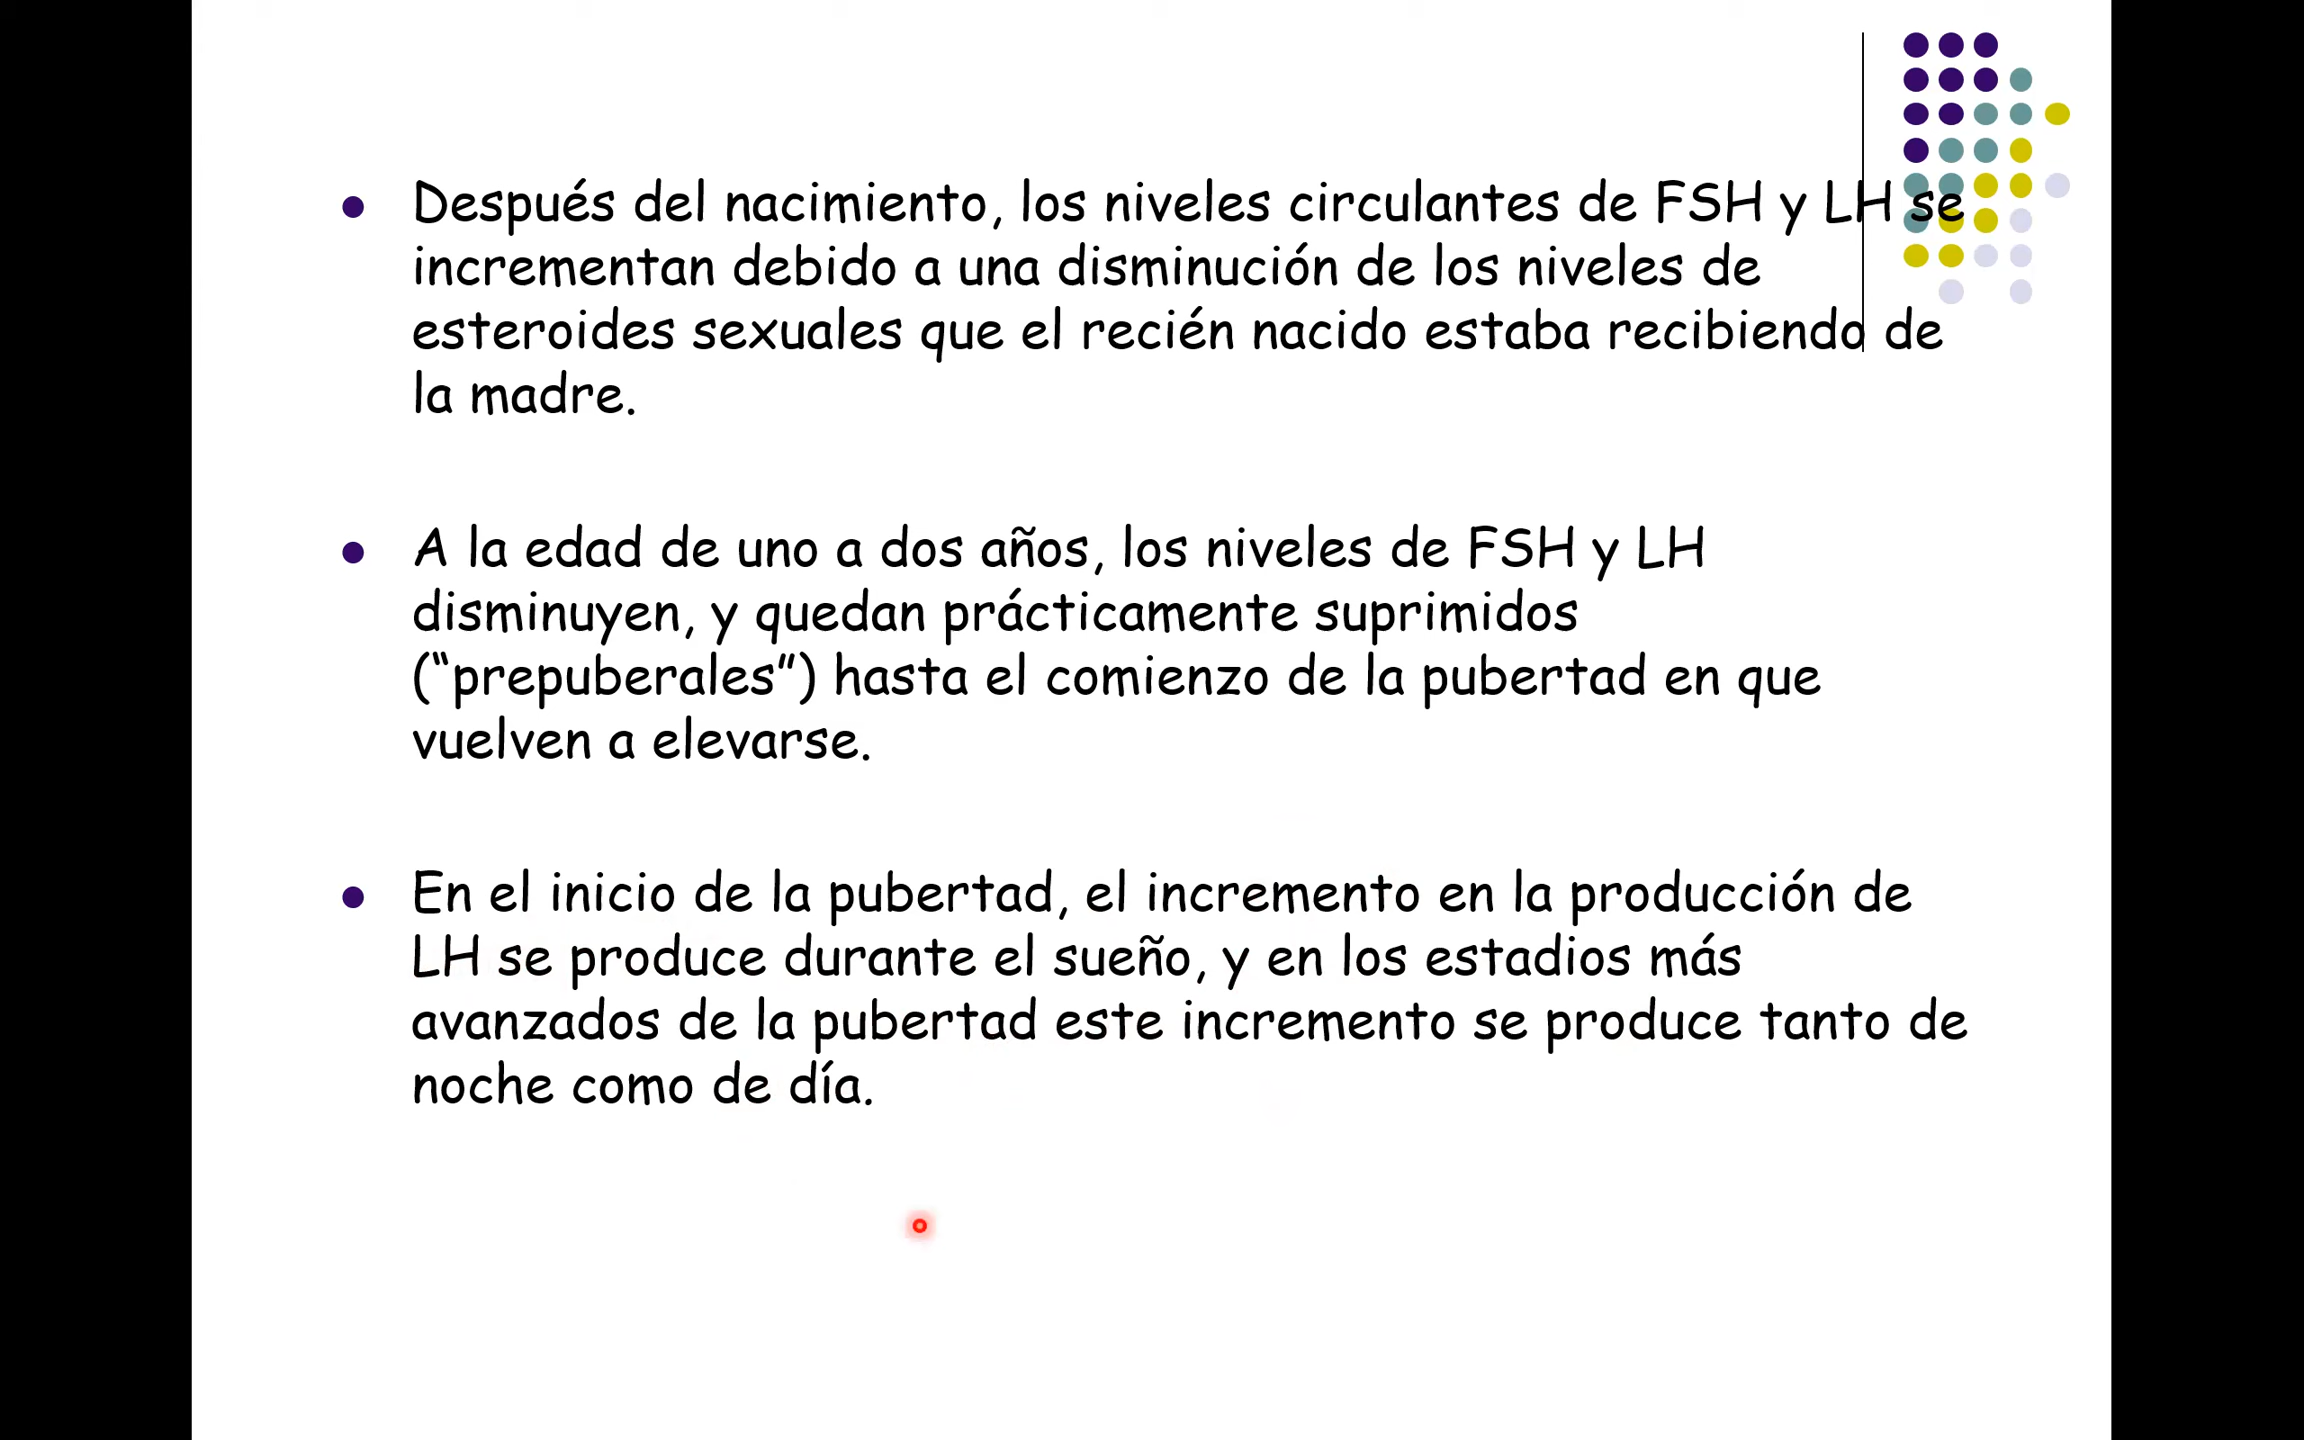 Después del nacimiento, los niveles circulantes de FSH y LH se
incrementan debido a una disminución de los niveles de
esteroides sexuales que el recién nacido estaba recibiendo de
la madre.
A la edad de uno a dos años, los niveles de FSH y LH
disminuyen, y quedan prácticamente suprimidos
(“prepuberales”) hasta el comienzo de la pubertad en que
vuelven a elevarse.
En el inicio de la pubertad, el incremento en la producción de
LH se produce durante el sueño, y en los estadios más
avanzados de la pubertad este incremento se produce tanto de
noche como de día.